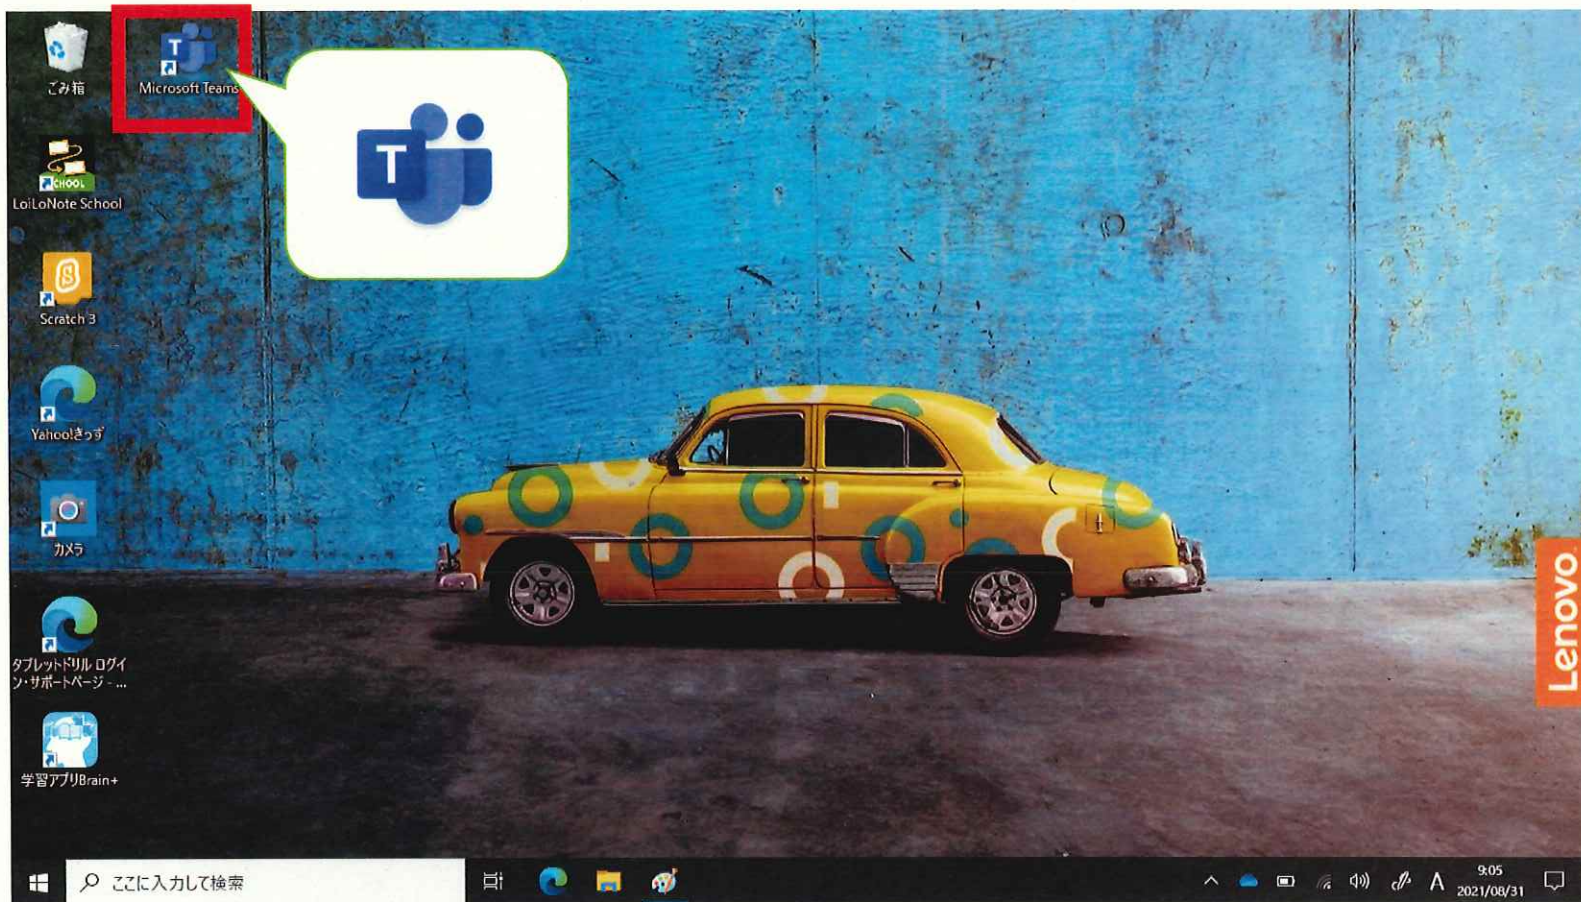 ごみ箱
Microsoft Teams
T
T
SCHOOL
LoiLoNote School
Scratch 3
Yahoo!きっず
カメラ
タブレットドリル ログイ
ン・サポートページ - ...
学習アプリBrain+
Lenovo
ここに入力して検索
A
9:05
2021/08/31